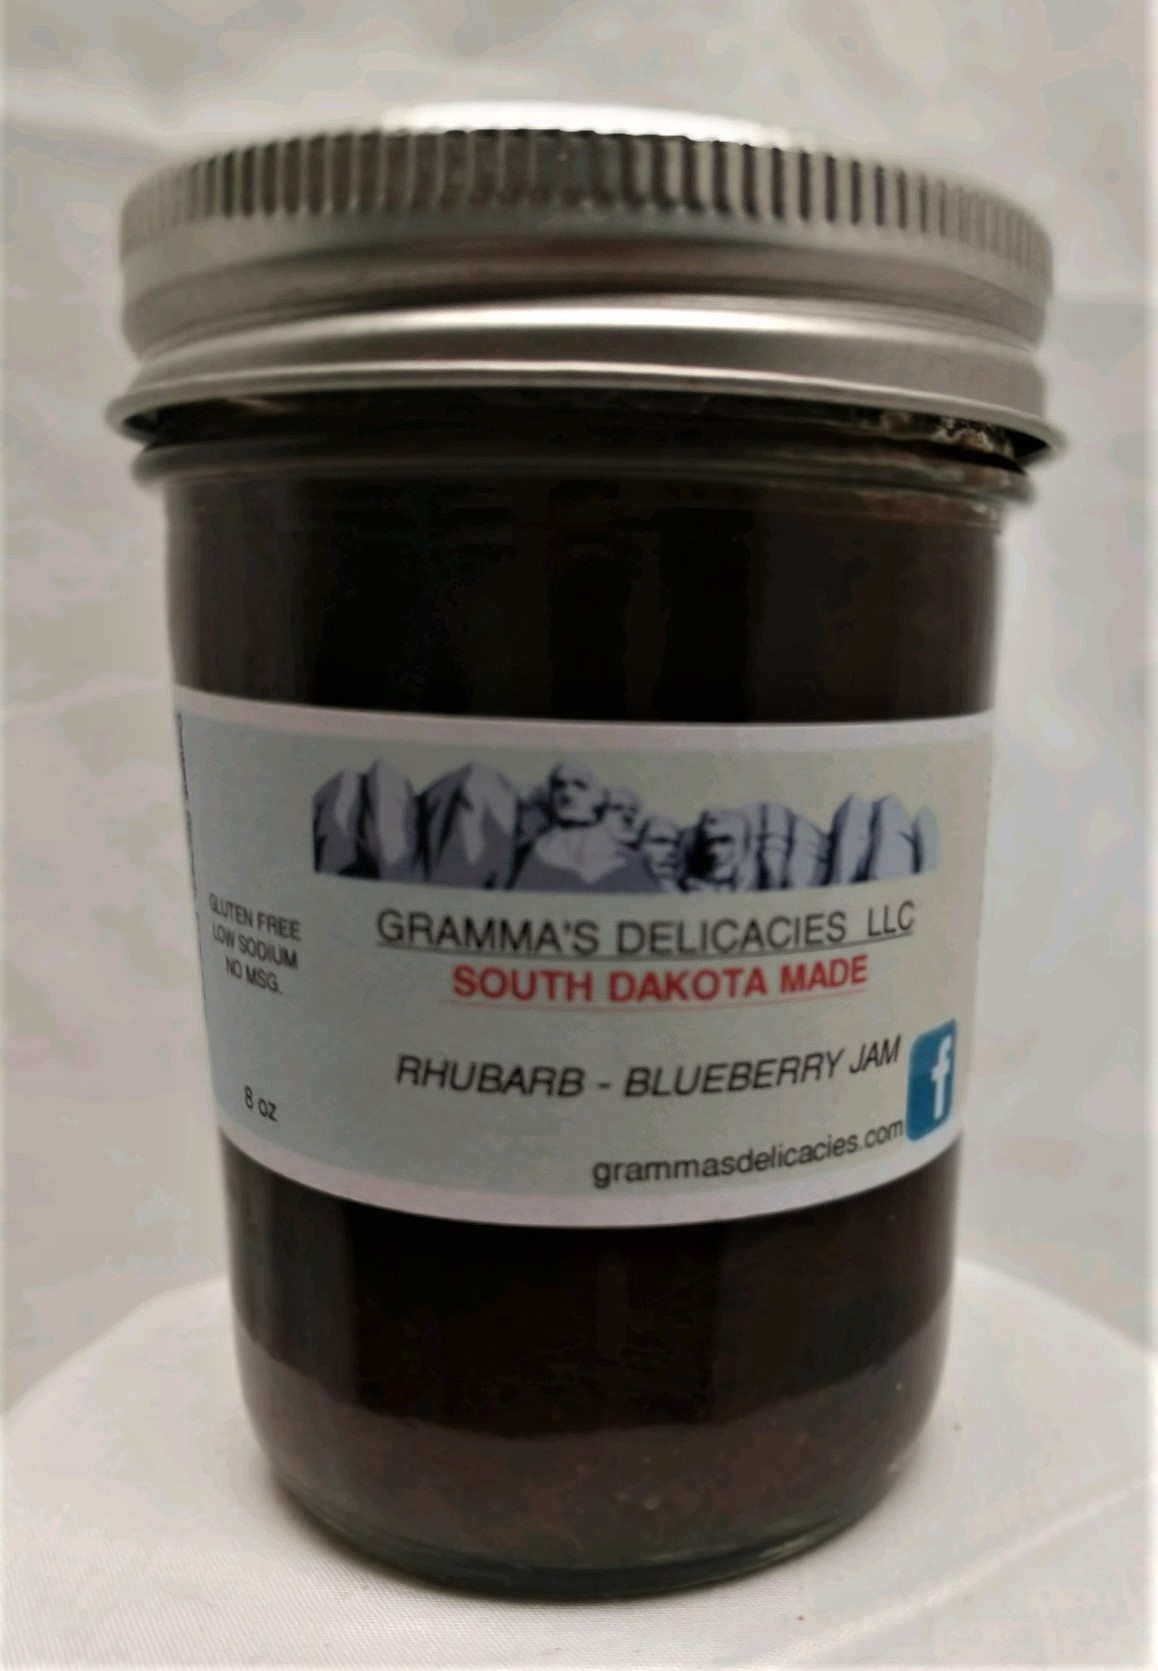 GRAMMA'S DELICACIES LLC
SOUTH DAKOTA MADE
GLUTEN FREE
LOW SODIUM
NO MSG.
RHUBARB - BLUEBERRY JAM
f
8 oz
grammasdelicacies.com